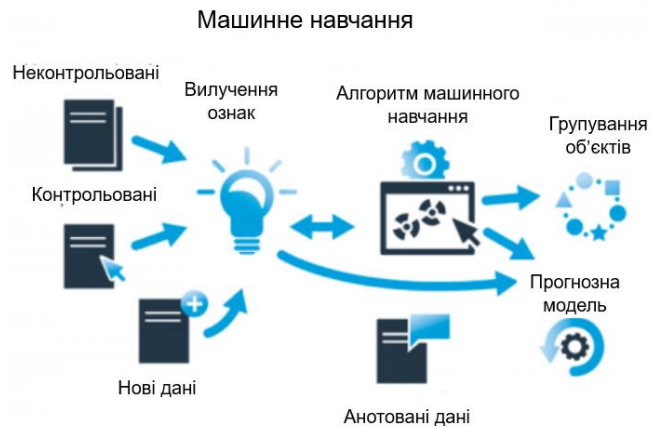 Машинне навчання
Неконтрольовані
Вилучення
ознак
Алгоритм машинного
навчання
Групування
об’єктів
Контрольовані
Прогнозна
модель
Нові дані
Анотовані дані